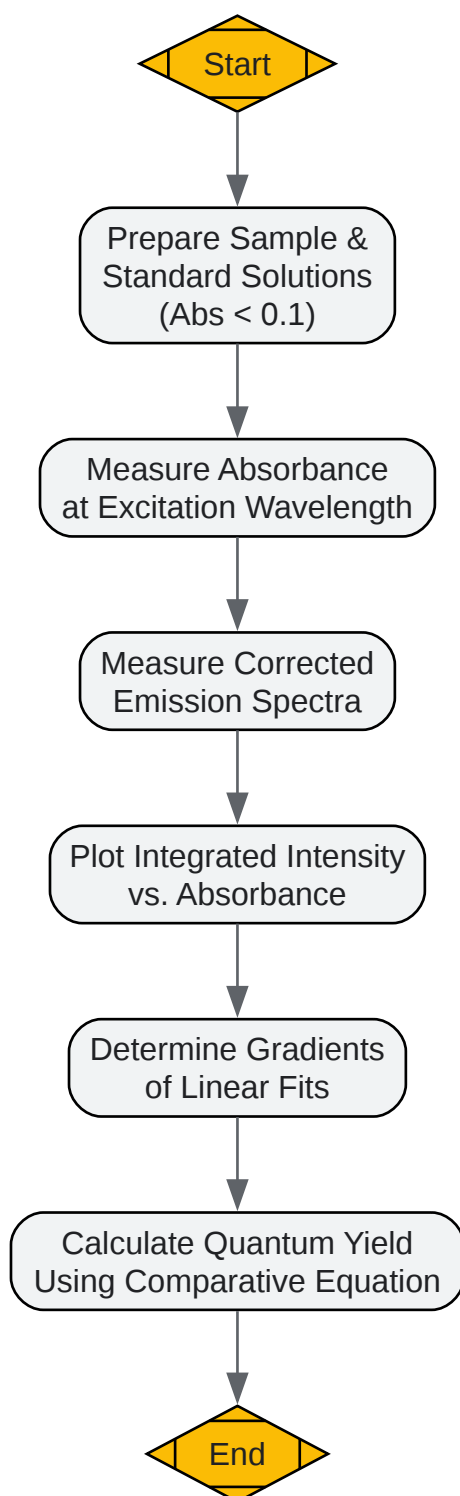 Start
Prepare Sample &
Standard Solutions
(Abs < 0.1)
Measure Absorbance
at Excitation Wavelength
Measure Corrected
Emission Spectra
Plot Integrated Intensity
vs. Absorbance
Determine Gradients
of Linear Fits
Calculate Quantum Yield
Using Comparative Equation
End